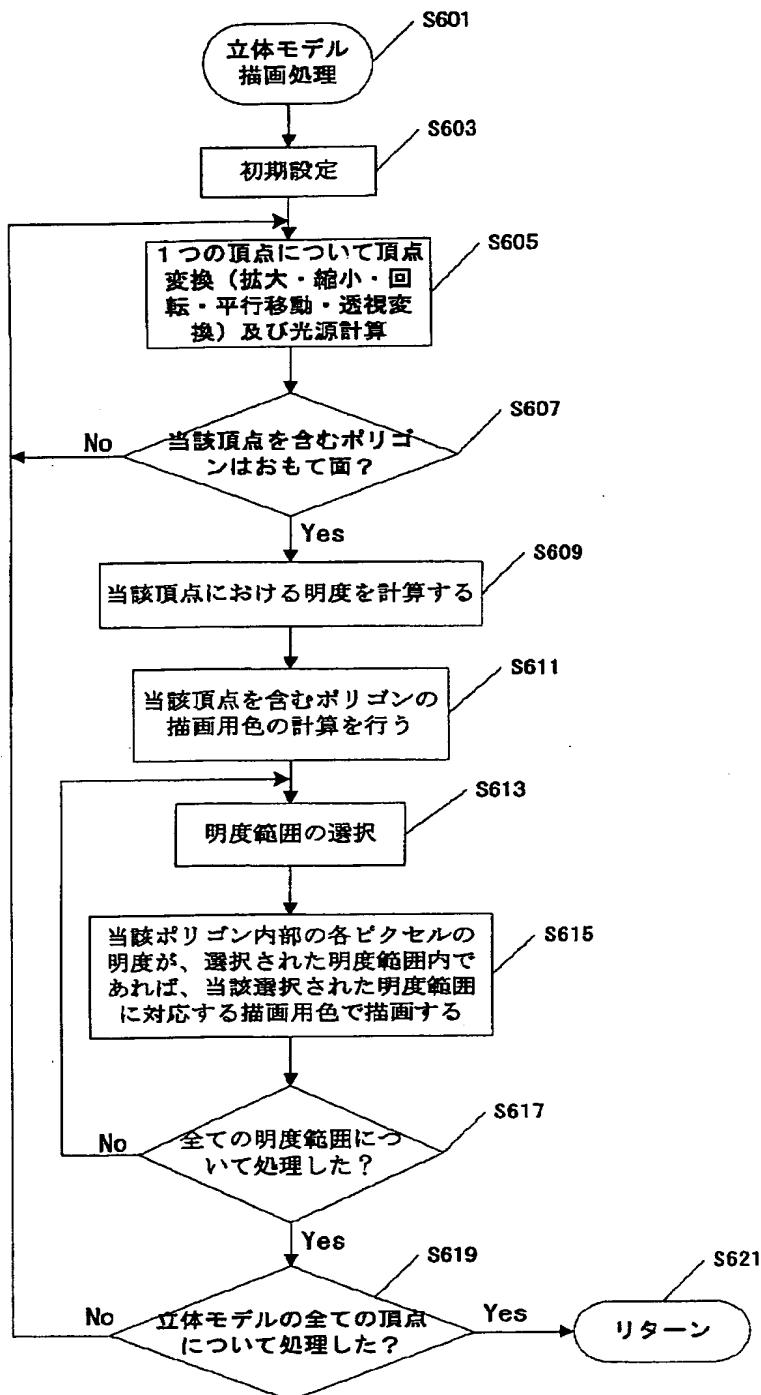 立体モデル
描画処理
S601
初期設定
S603
1つの頂点について頂点
変換(拡大・縮小・回
転・平行移動・透視変
換)及び光源計算
S605
当該頂点を含むポリゴ
ンはおもて面?
S607
No
Yes
当該頂点における明度を計算する
S609
当該頂点を含むポリゴンの
描画用色の計算を行う
S611
明度範囲の選択
S613
当該ポリゴン内部の各ピクセルの
明度が、選択された明度範囲内で
あれば、当該選択された明度範囲
に対応する描画用色で描画する
S615
全ての明度範囲につ
いて処理した?
S617
No
Yes
立体モデルの全ての頂点
について処理した?
S619
No
Yes
リターン
S621